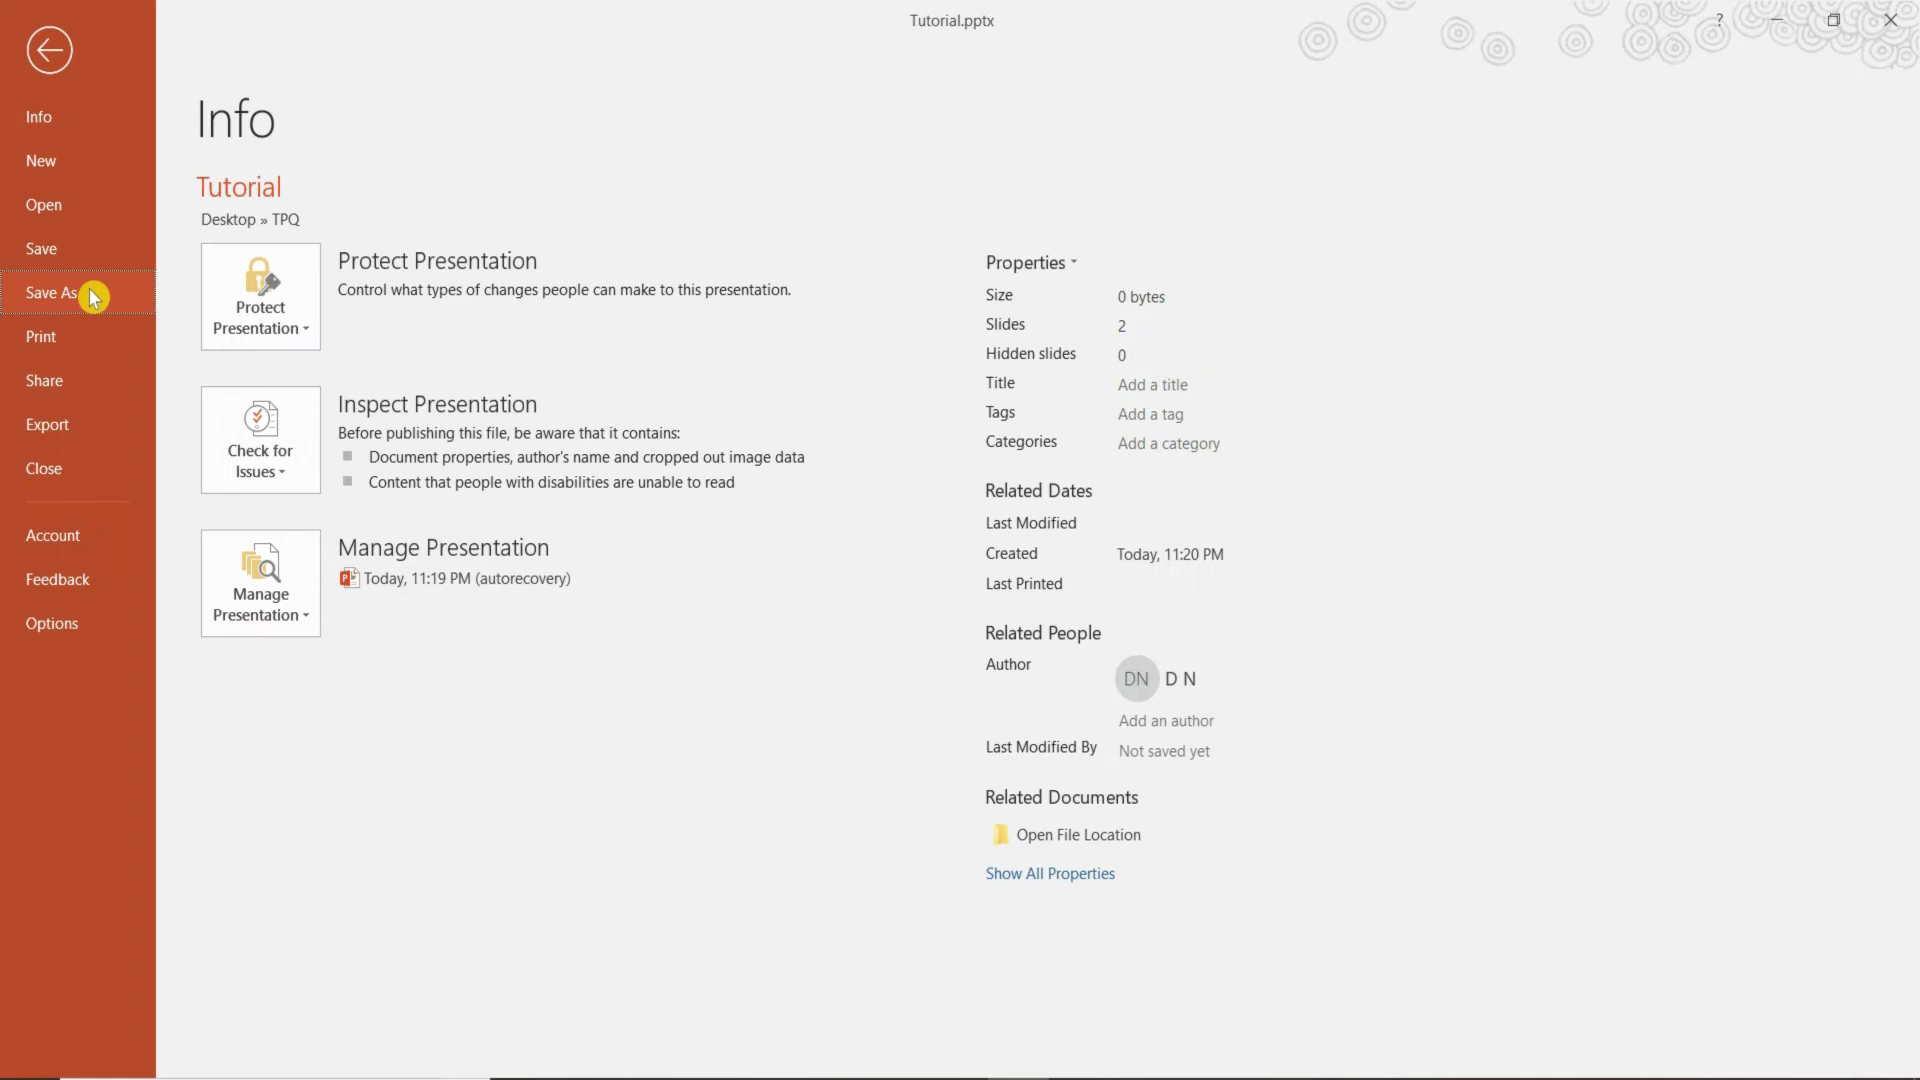 Tutorial.pptx
?
Info
New
Open
Save
Save As
Print
Share
Export
Close
Account
Feedback
Options
Info
Tutorial
Desktop » TPQ
Protect
Presentation
Protect Presentation
Control what types of changes people can make to this presentation.
Check for
Issues
Inspect Presentation
Before publishing this file, be aware that it contains:
Document properties, author's name and cropped out image data
Content that people with disabilities are unable to read
Manage
Presentation
Manage Presentation
Today, 11:19 PM (autorecovery)
Properties
Size 0 bytes
Slides 2
Hidden slides 0
Title Add a title
Tags Add a tag
Categories Add a category
Related Dates
Last Modified
Created Today, 11:20 PM
Last Printed
Related People
Author DN D N
Add an author
Last Modified By Not saved yet
Related Documents
Open File Location
Show All Properties